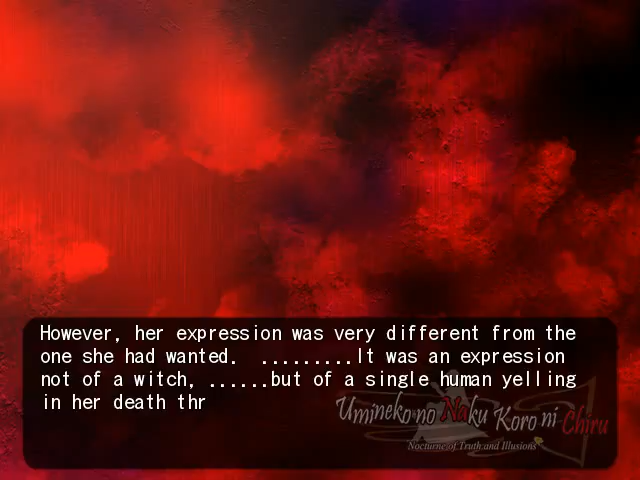 However, her expression was very different from the
one she had wanted.  .........It was an expression
not of a witch, ......but of a single human yelling
in her death thr
Umineko no Naku Koro ni Chiru
Nocturne of Truth and Illusions